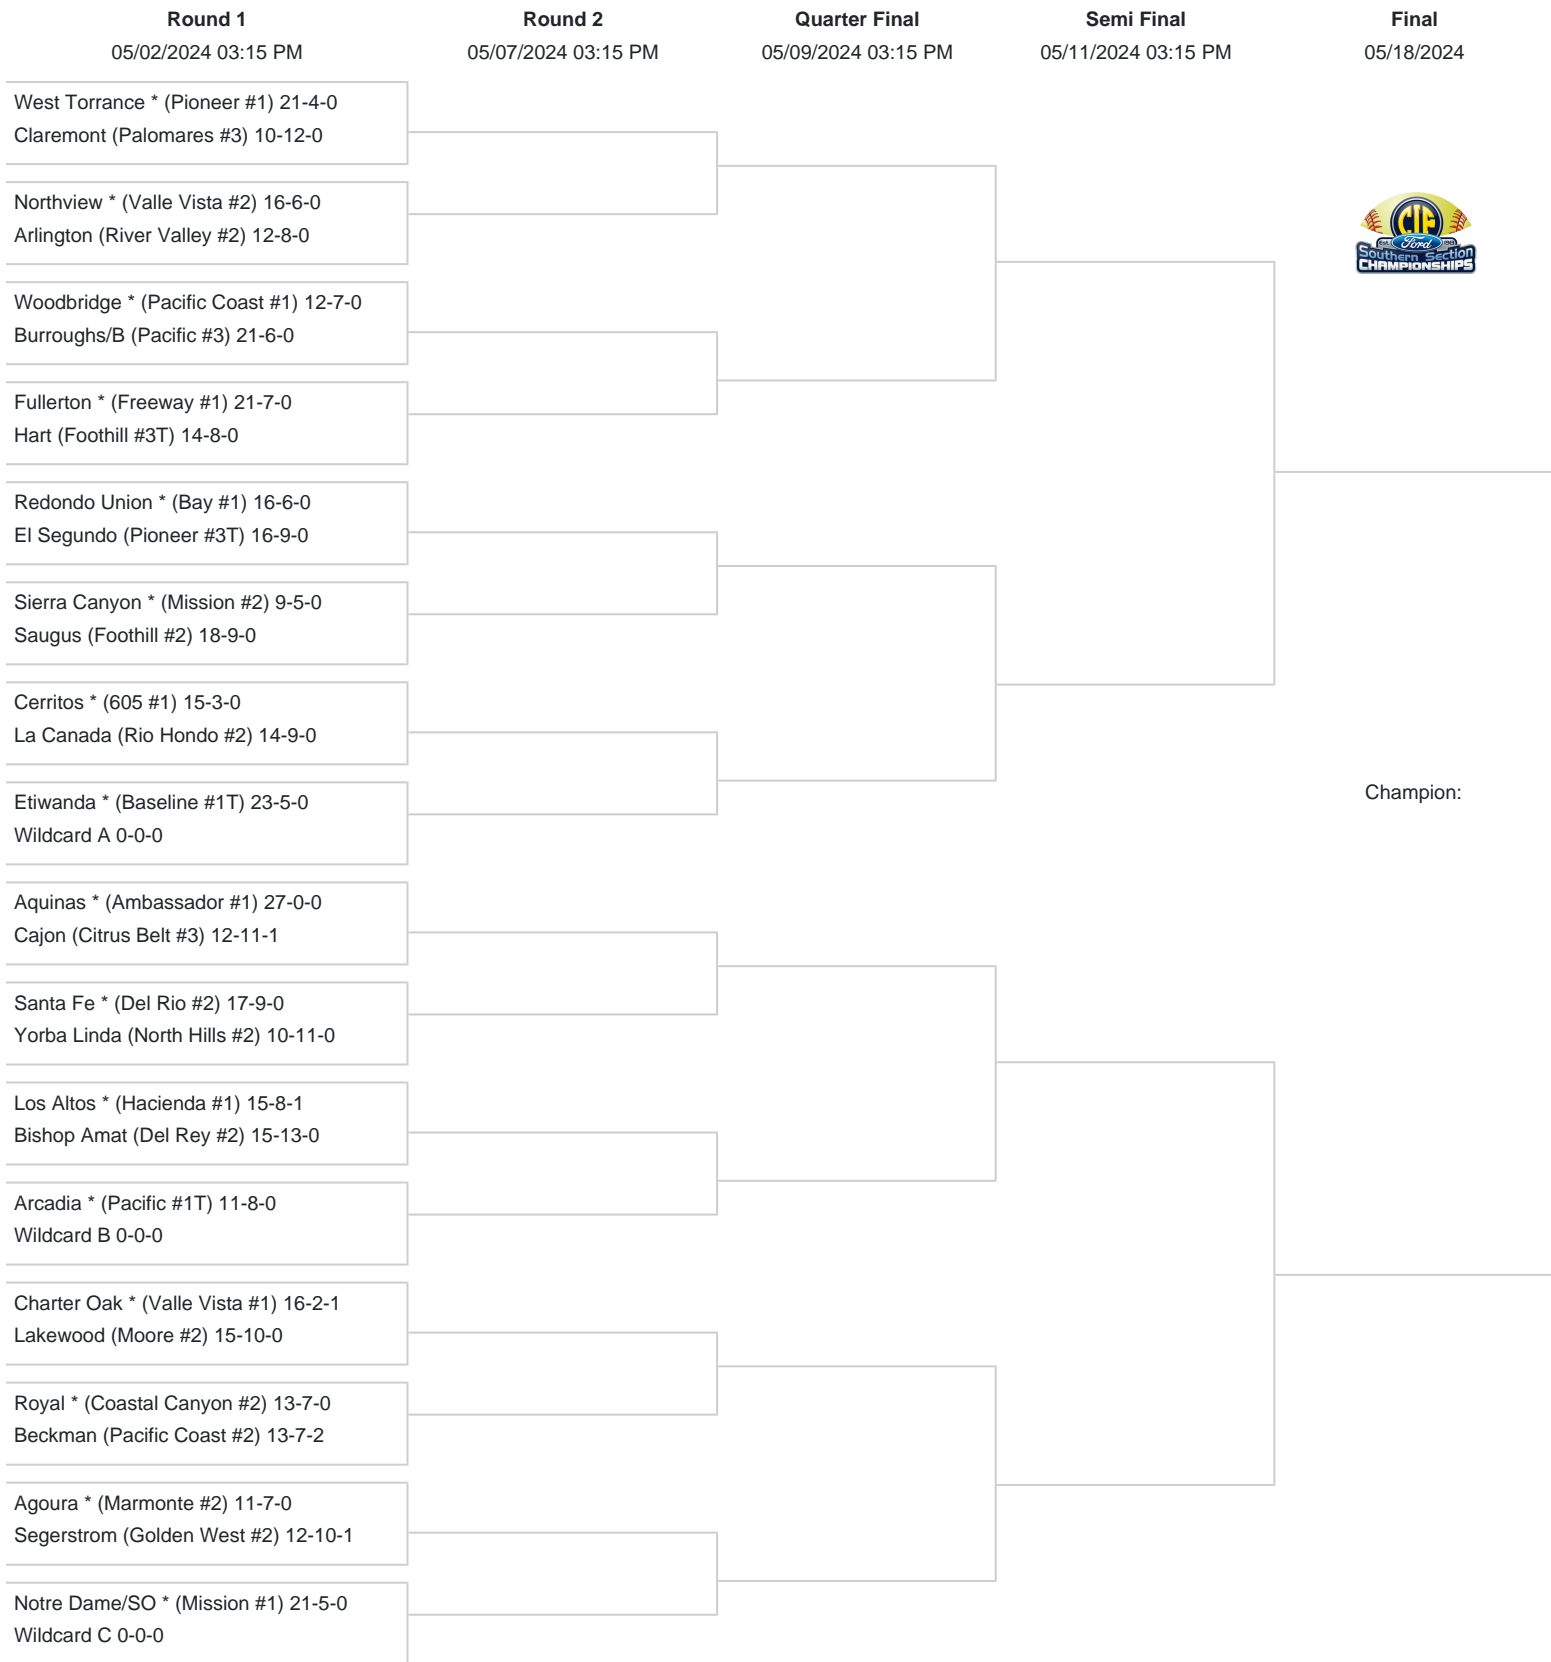 Round 1
05/02/2024 03:15 PM
Round 2
05/07/2024 03:15 PM
Quarter Final
05/09/2024 03:15 PM
Semi Final
05/11/2024 03:15 PM
Final
05/18/2024
West Torrance * (Pioneer #1) 21-4-0
Claremont (Palomares #3) 10-12-0
Northview * (Valle Vista #2) 16-6-0
Arlington (River Valley #2) 12-8-0
Woodbridge * (Pacific Coast #1) 12-7-0
Burroughs/B (Pacific #3) 21-6-0
Fullerton * (Freeway #1) 21-7-0
Hart (Foothill #3T) 14-8-0
Redondo Union * (Bay #1) 16-6-0
El Segundo (Pioneer #3T) 16-9-0
Sierra Canyon * (Mission #2) 9-5-0
Saugus (Foothill #2) 18-9-0
Cerritos * (605 #1) 15-3-0
La Canada (Rio Hondo #2) 14-9-0
Etiwanda * (Baseline #1T) 23-5-0
Wildcard A 0-0-0
Aquinas * (Ambassador #1) 27-0-0
Cajon (Citrus Belt #3) 12-11-1
Santa Fe * (Del Rio #2) 17-9-0
Yorba Linda (North Hills #2) 10-11-0
Los Altos * (Hacienda #1) 15-8-1
Bishop Amat (Del Rey #2) 15-13-0
Arcadia * (Pacific #1T) 11-8-0
Wildcard B 0-0-0
Charter Oak * (Valle Vista #1) 16-2-1
Lakewood (Moore #2) 15-10-0
Royal * (Coastal Canyon #2) 13-7-0
Beckman (Pacific Coast #2) 13-7-2
Agoura * (Marmonte #2) 11-7-0
Segerstrom (Golden West #2) 12-10-1
Notre Dame/SO * (Mission #1) 21-5-0
Wildcard C 0-0-0
CIF
Ford
Southern Section
CHAMPIONSHIPS
Champion: